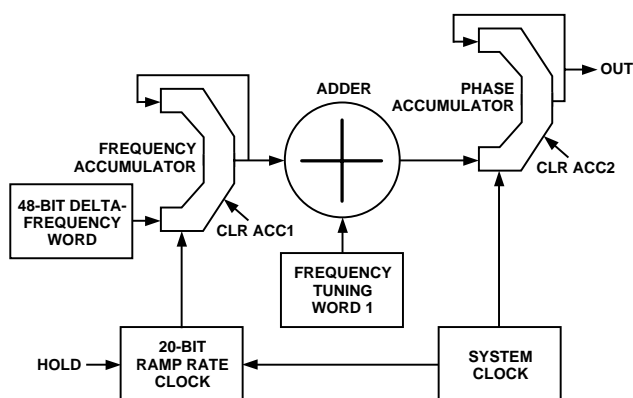 OUT
ADDER
PHASE
ACCUMULATOR
FREQUENCY
ACCUMULATOR
CLR ACC2
48-BIT DELTA-
FREQUENCY
WORD
CLR ACC1
FREQUENCY
TUNING
WORD 1
HOLD
20-BIT
RAMP RATE
CLOCK
SYSTEM
CLOCK